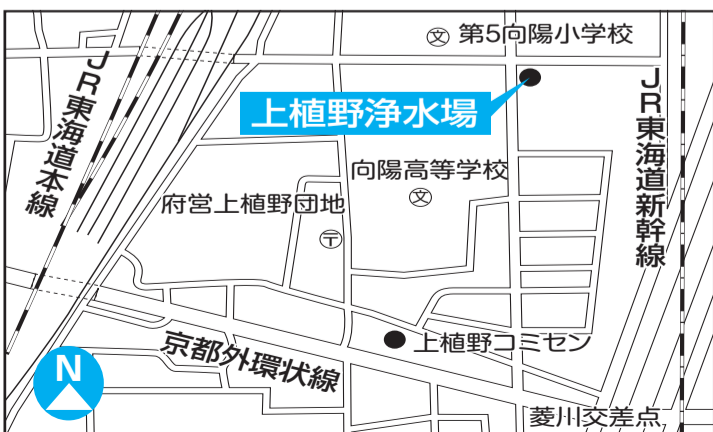 第5向陽小学校
文
JR東海道本線
JR東海道新幹線
上植野浄水場
向陽高等学校
文
府営上植野団地
〒
上植野コミセン
京都外環状線
N
菱川交差点